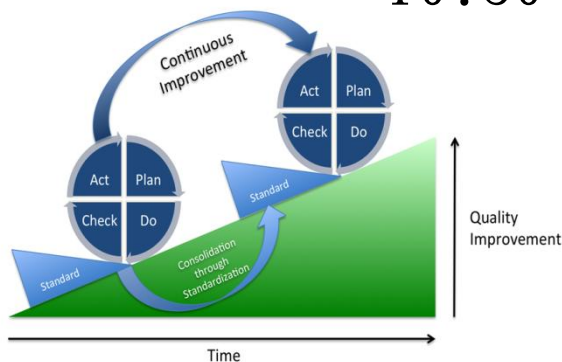 Continuous
Improvement
Act
Plan
Check
Do
Standard
Act
Plan
Check
Do
Standard
Consolidation
through
Standardization
Quality
Improvement
Time